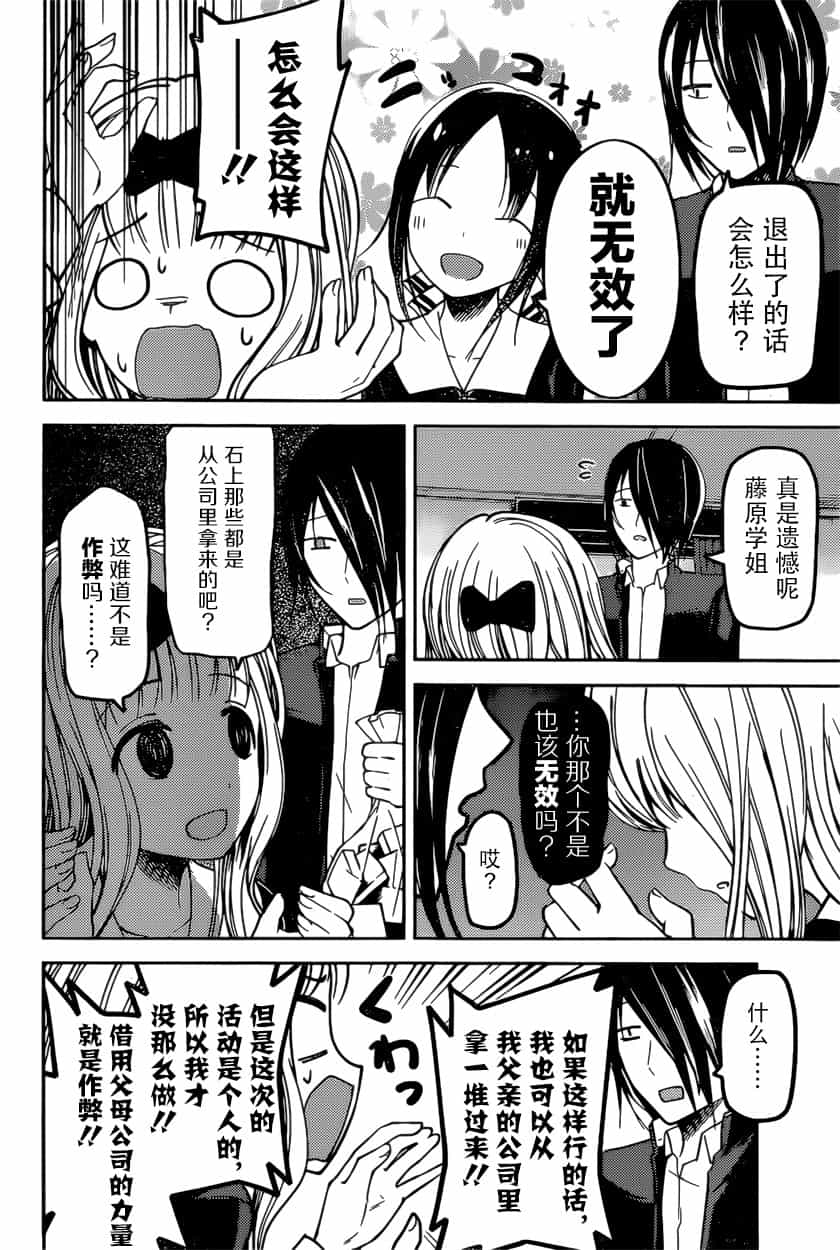 退出了的话
会怎么样？
就无效了
ニコォォ
怎么会这样
——!!
真是遗憾呢
藤原学姐
…你那个不是
也该无效吗？
哎？
石上那些都是
从公司里拿来的吧？
这难道不是
作弊吗……？
什么……
如果这样行的话，
我也可以从
我父亲的公司里
拿一堆过来!!
くわっ
但是这次的
活动是个人的，
所以我才
没那么做!!
借用父母公司的力量
就是作弊!!